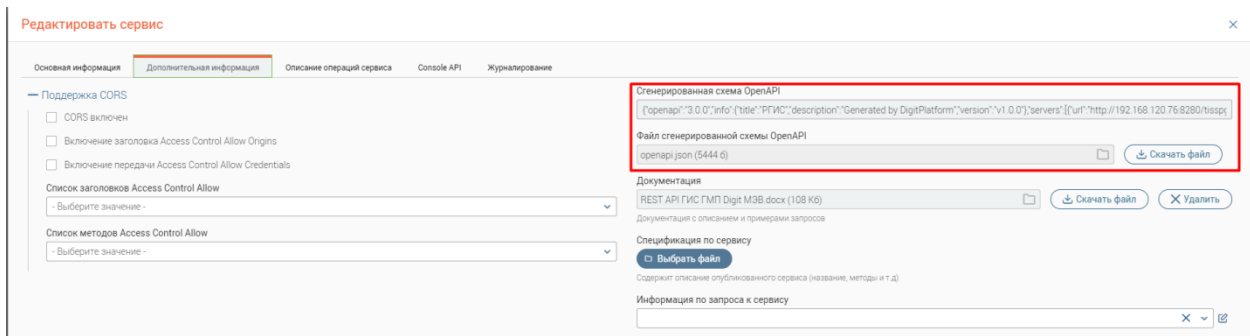 Редактировать сервис
Основная информация
Дополнительная информация
Описание операций сервиса
Console API
Журналирование
Поддержка CORS
CORS включен
Включение заголовка Access Control Allow Origins
Включение передачи Access Control Allow Credentials
Список заголовков Access Control Allow
- Выберите значение -
Список методов Access Control Allow
- Выберите значение -
Сгенерированная схема OpenAPI
{"openapi":"3.0.0","info":{"title":"РГИС","description":"Generated by DigitPlatform","version":"v1.0.0"},"servers":[{"url":"http://192.168.120.76:8280/tisspg
Файл сгенерированной схемы OpenAPI
openapi.json (5444 б)
Скачать файл
Документация
REST API ГИС ГМП Digit МЭВ.docx (108 Кб)
Скачать файл
Удалить
Документация с описанием и примерами запросов
Спецификация по сервису
Выбрать файл
Содержит описание опубликованного сервиса (название, методы и т.д)
Информация по запроса к сервису